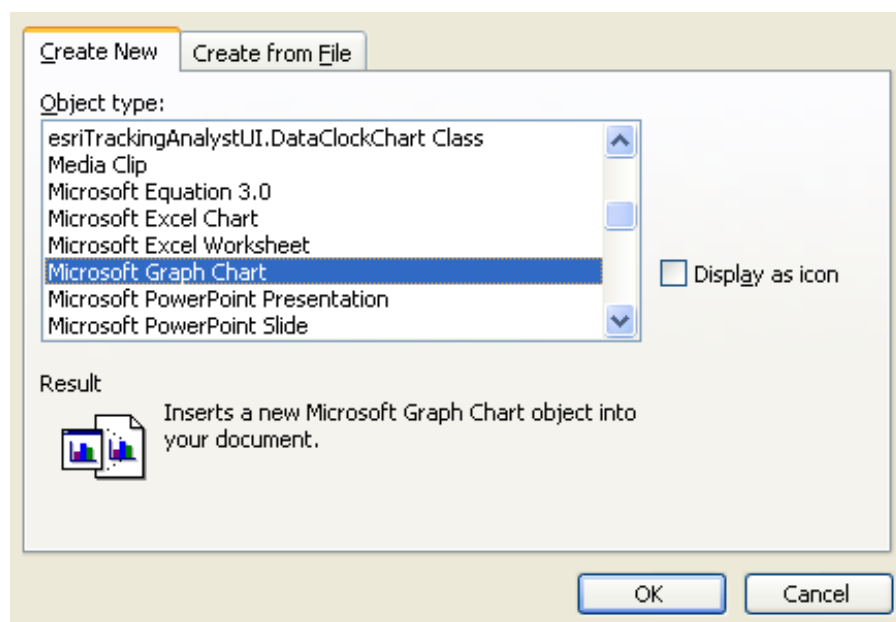 Create New
Create from File
Object type:
esriTrackingAnalystUI.DataClockChart Class
Media Clip
Microsoft Equation 3.0
Microsoft Excel Chart
Microsoft Excel Worksheet
Microsoft Graph Chart
Microsoft PowerPoint Presentation
Microsoft PowerPoint Slide
Display as icon
Result
Inserts a new Microsoft Graph Chart object into
your document.
OK
Cancel